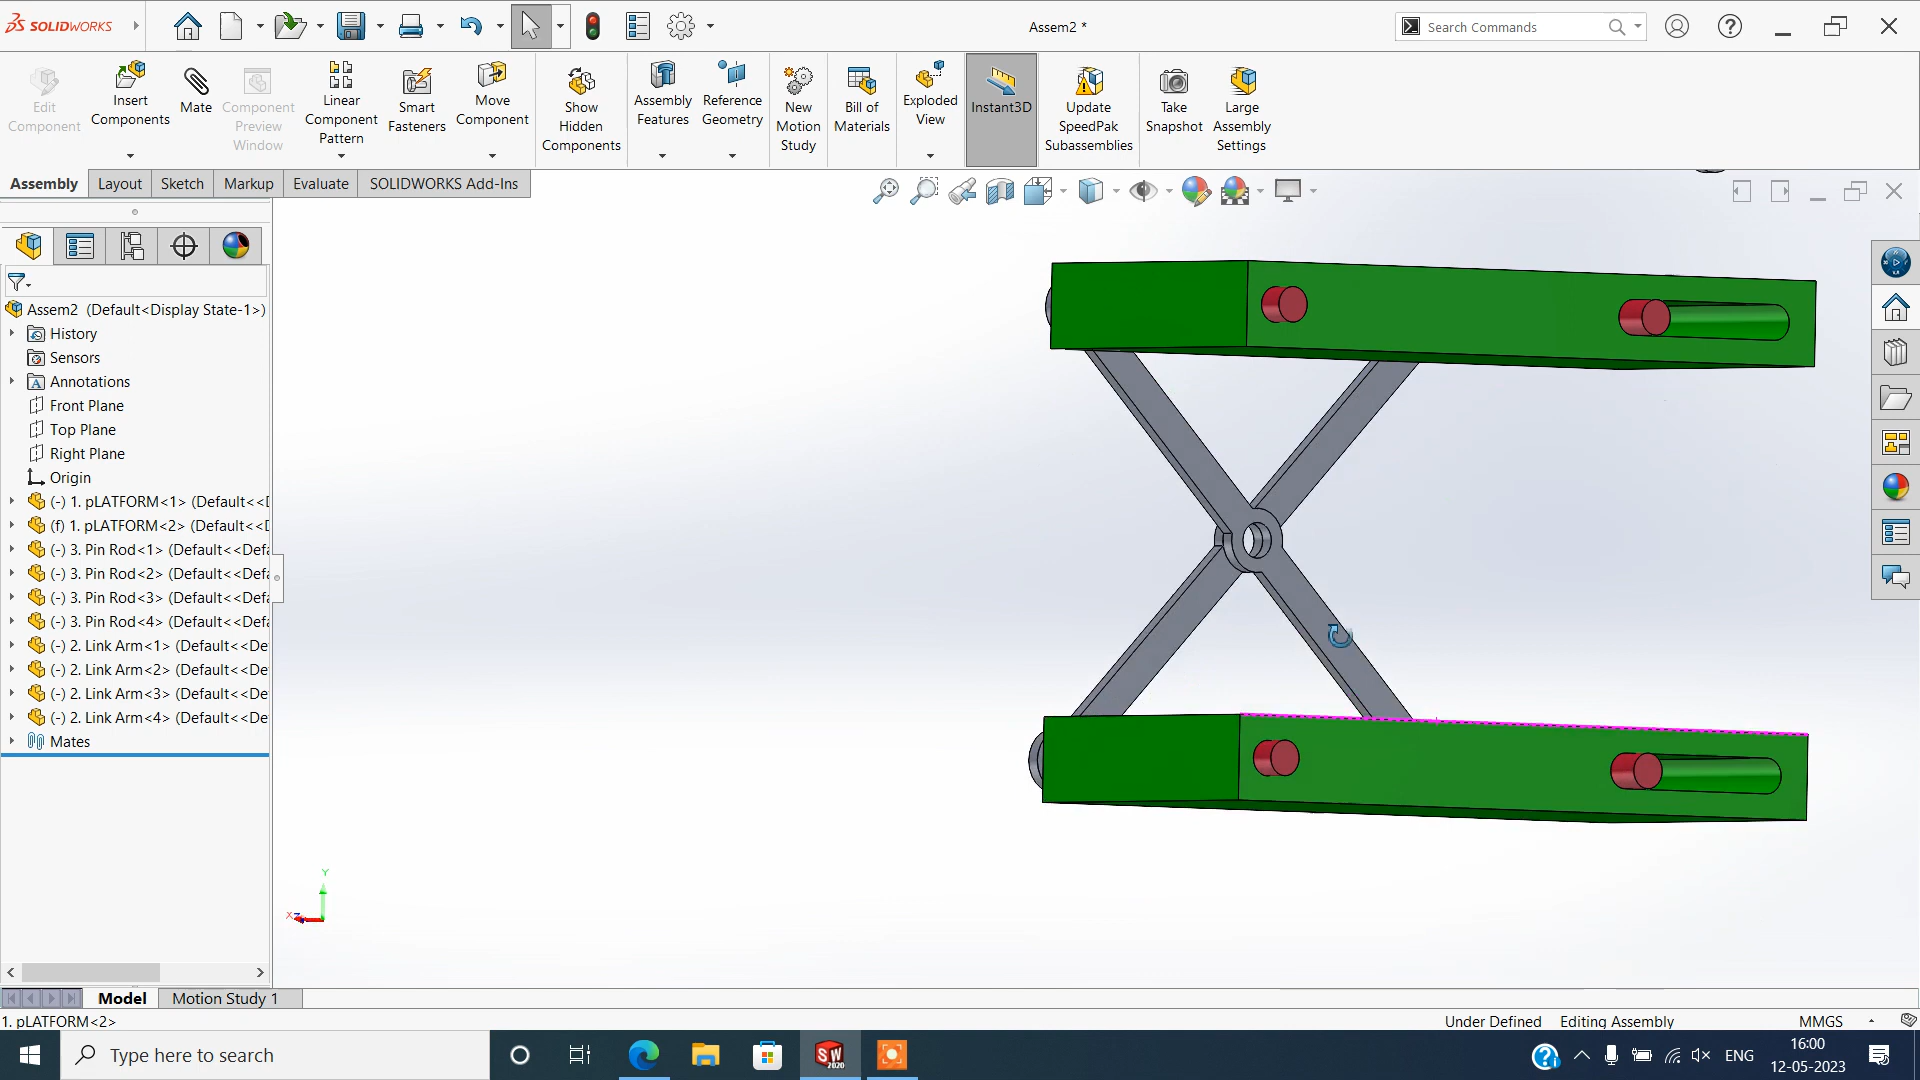 SOLIDWORKS
Assem2 *
Search Commands
Edit Component
Insert Components
Mate
Component Preview Window
Linear Component Pattern
Smart Fasteners
Move Component
Show Hidden Components
Assembly Features
Reference Geometry
New Motion Study
Bill of Materials
Exploded View
Instant3D
Update SpeedPak Subassemblies
Take Snapshot
Large Assembly Settings
Assembly
Layout
Sketch
Markup
Evaluate
SOLIDWORKS Add-Ins
Assem2 (Default<Display State-1>)
History
Sensors
Annotations
Front Plane
Top Plane
Right Plane
Origin
(-) 1. pLATFORM<1> (Default<<D
(f) 1. pLATFORM<2> (Default<<D
(-) 3. Pin Rod<1> (Default<<Defa
(-) 3. Pin Rod<2> (Default<<Defa
(-) 3. Pin Rod<3> (Default<<Defa
(-) 3. Pin Rod<4> (Default<<Defa
(-) 2. Link Arm<1> (Default<<De
(-) 2. Link Arm<2> (Default<<De
(-) 2. Link Arm<3> (Default<<De
(-) 2. Link Arm<4> (Default<<De
Mates
Y
X
Z
Model
Motion Study 1
1. pLATFORM<2>
Under Defined
Editing Assembly
MMGS
Type here to search
SW
2020
ENG
16:00
12-05-2023